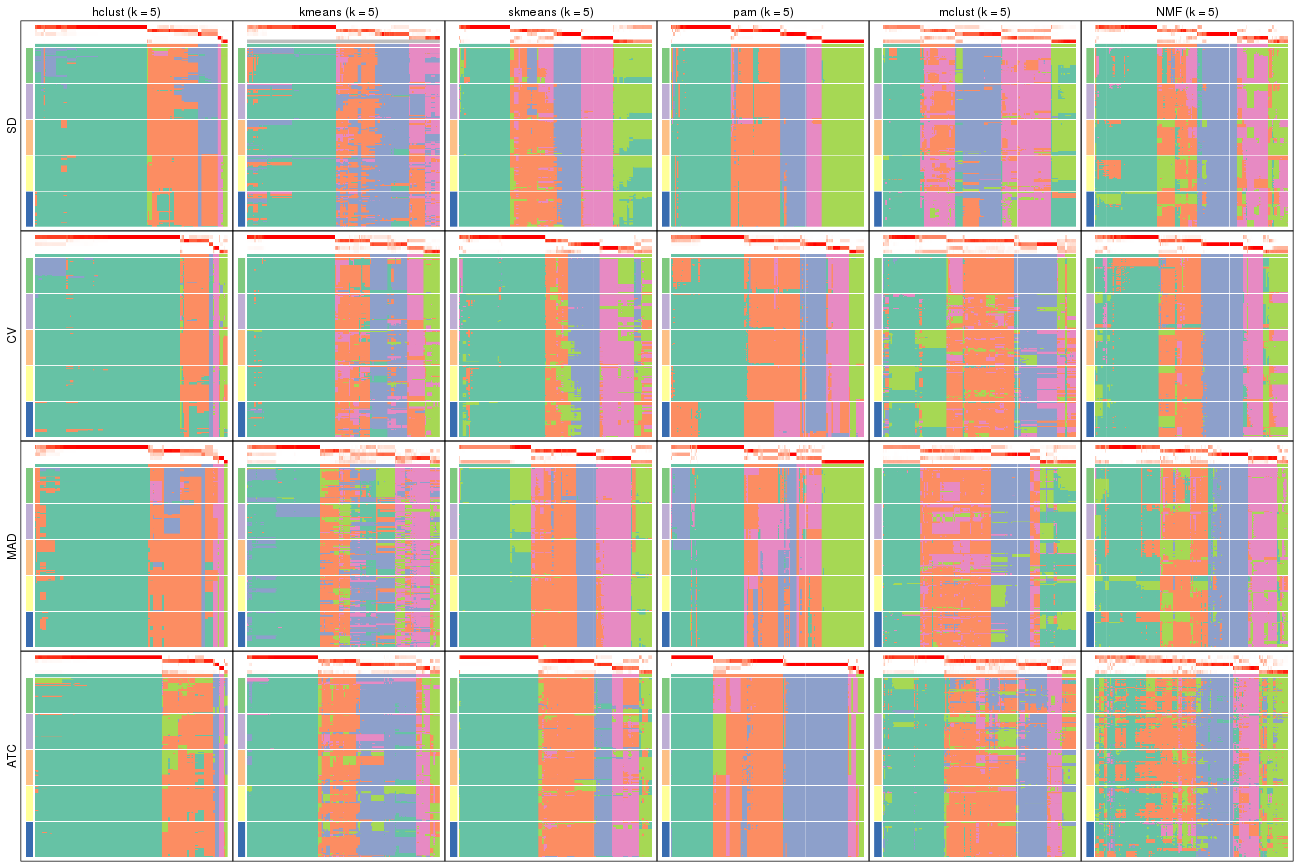 hclust (k = 5) kmeans (k = 5) skmeans (k = 5) pam (k = 5) mclust (k = 5) NMF (k = 5)
SD
CV
MAD
ATC